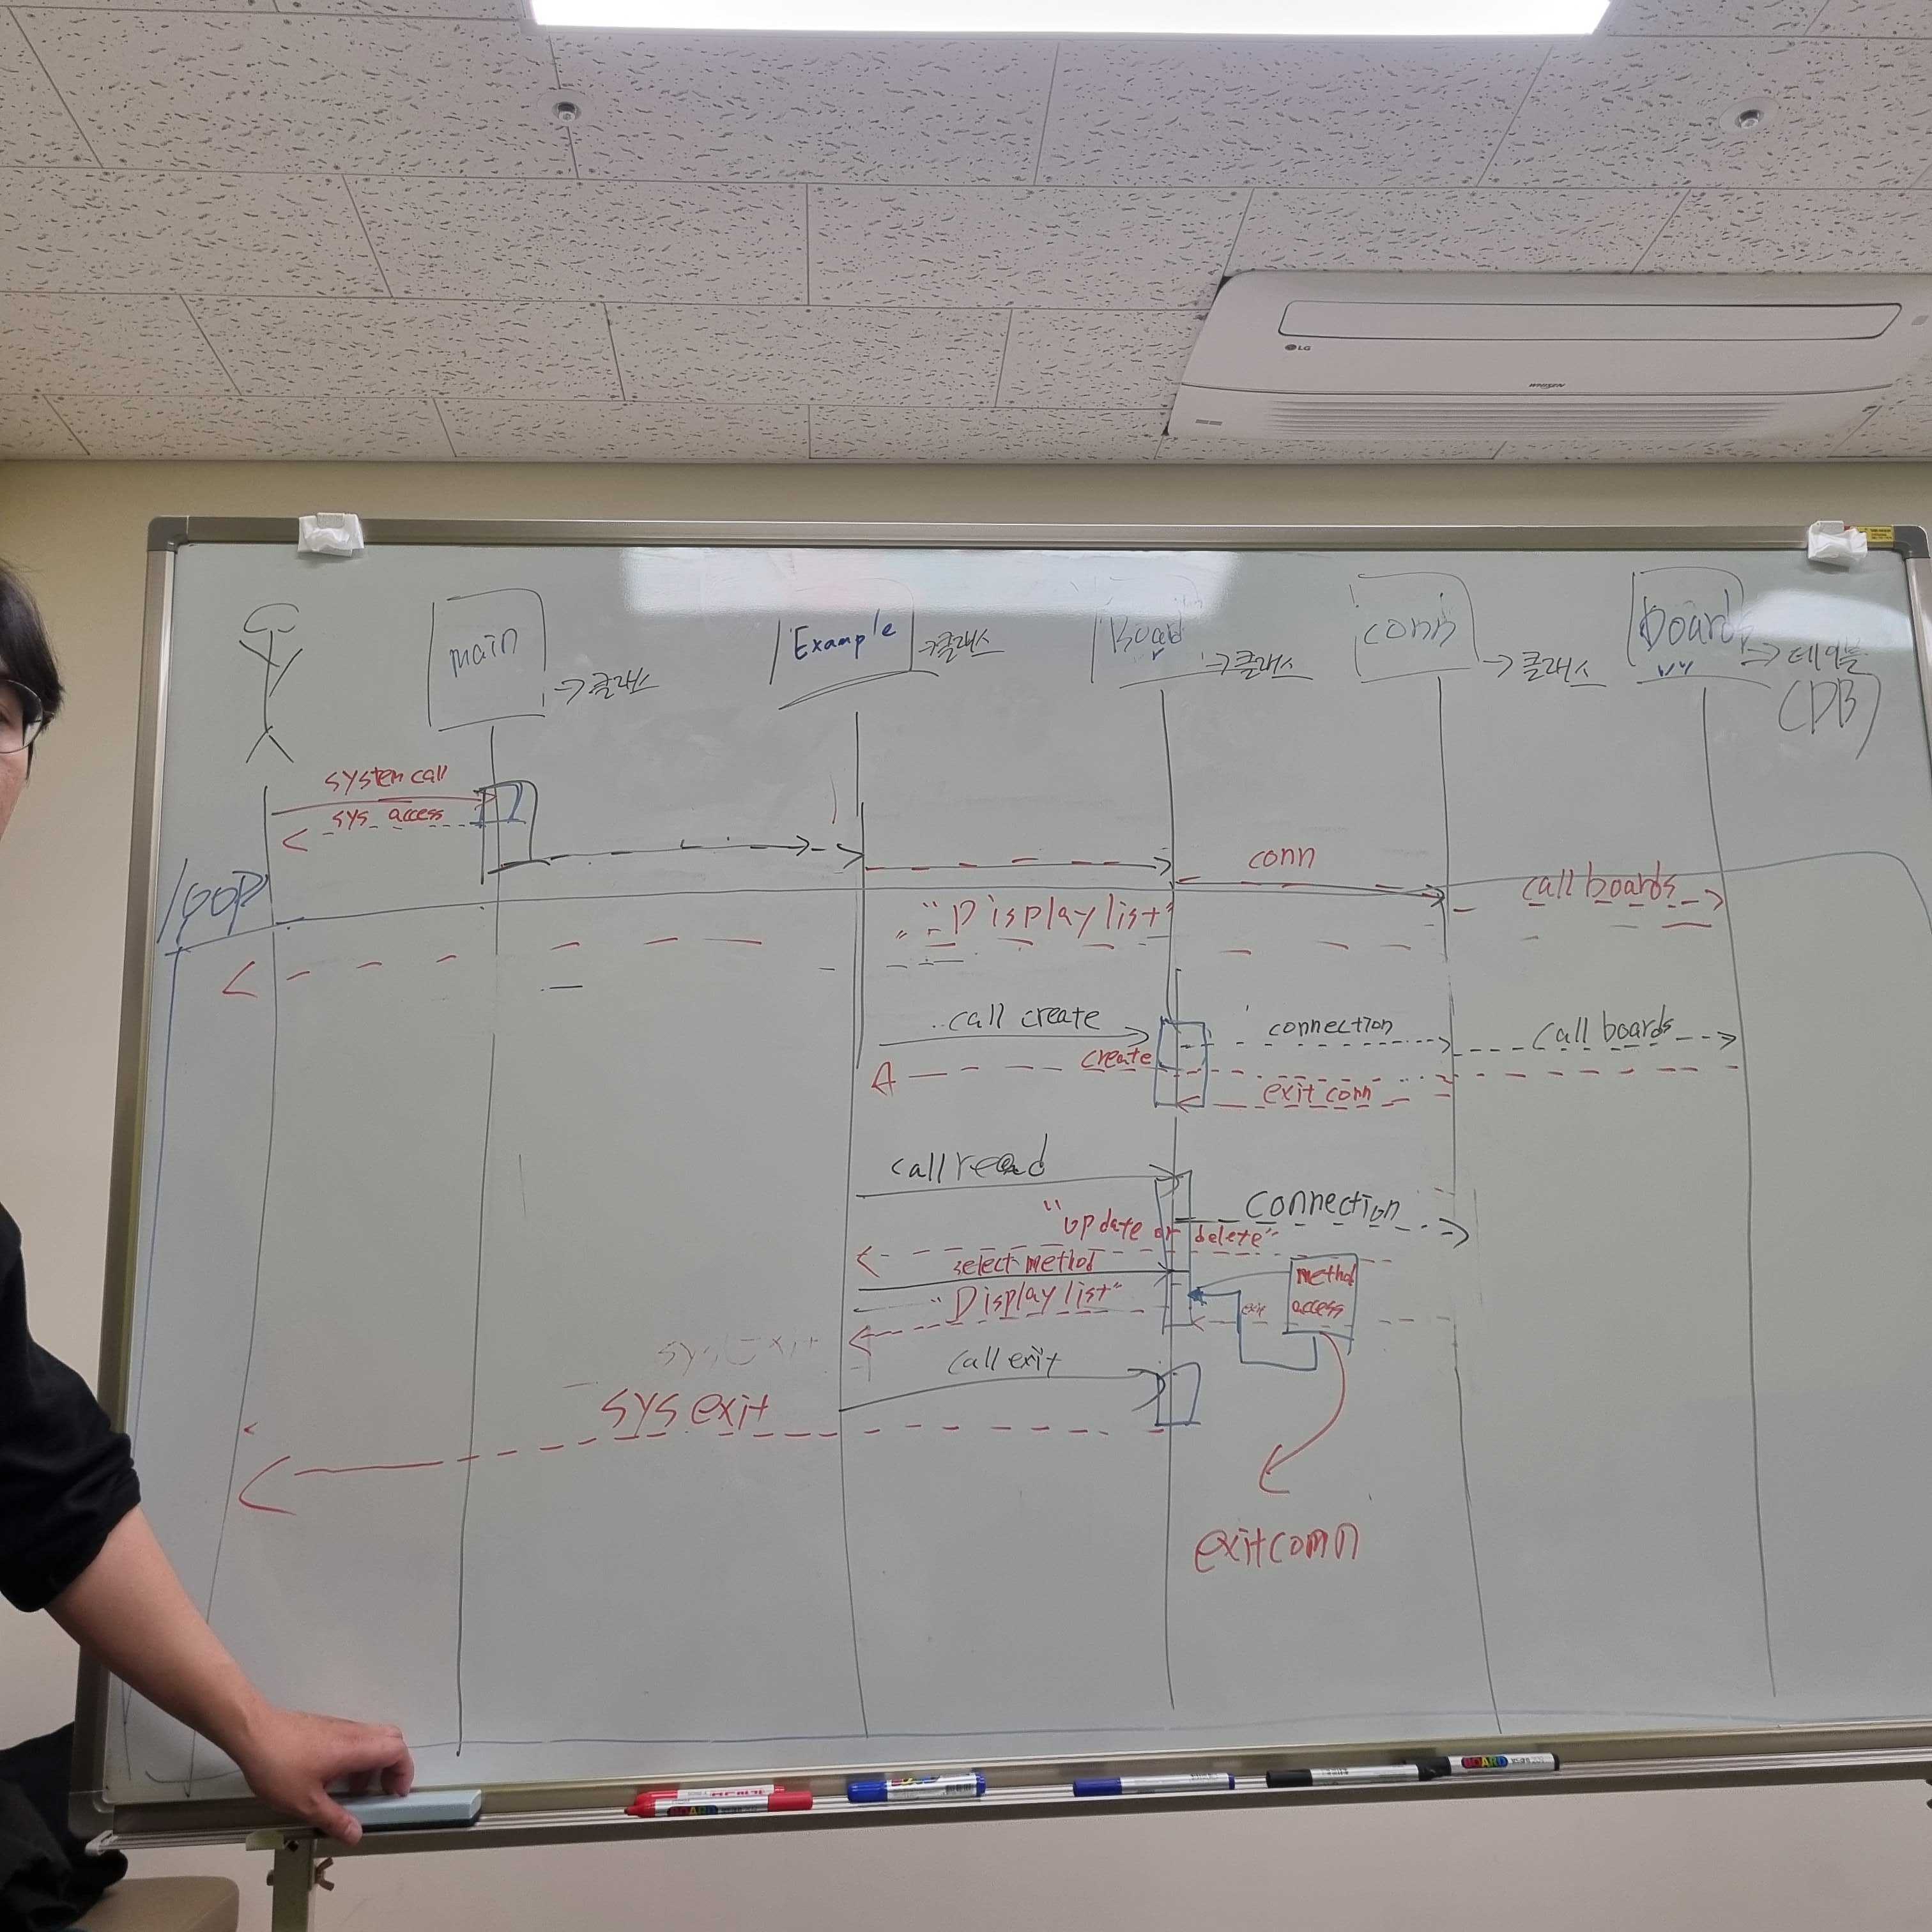 LG
WHISEN
main
→클래스
Example
→클래스
Board
→클래스
conn
→클래스
boards
→테이블
(DB)
system call
sys access
loop
conn
call boards
"Display list"
call create
connection
call boards
create
exit conn
call read
connection
"update or delete"
select method
method
access
"Display list"
exit
sys exit
call exit
sys exit
exit conn
BOARD
BOARD